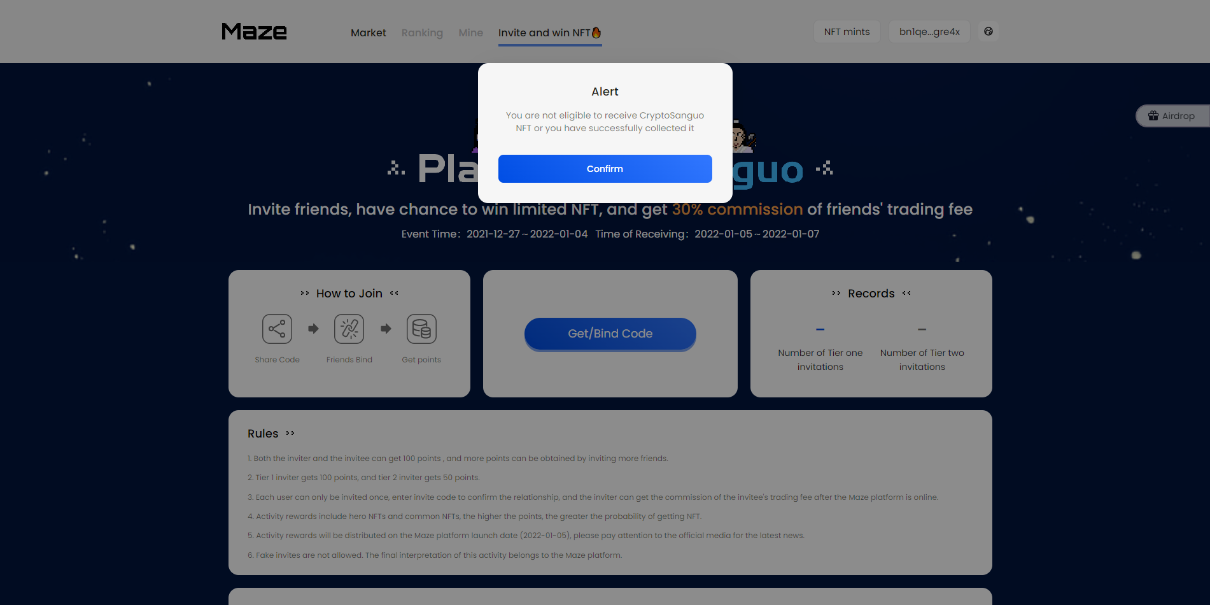 Maze
Market
Ranking
Mine
Invite and win NFT
NFT mints
bn1qe...gre4x
Alert
You are not eligible to receive CryptoSanguo
NFT or you have successfully collected it
Confirm
Airdrop
Invite friends, have chance to win limited NFT, and get 30% commission of friends' trading fee
Event Time: 2021-12-27~2022-01-04 Time of Receiving: 2022-01-05~2022-01-07
How to Join
Share Code
Friends Bind
Get points
Get/Bind Code
Records
–
–
Number of Tier one
invitations
Number of Tier two
invitations
Rules
1. Both the inviter and the invitee can get 100 points , and more points can be obtained by inviting more friends.
2. Tier 1 inviter gets 100 points, and tier 2 inviter gets 50 points.
3. Each user can only be invited once, enter invite code to confirm the relationship, and the inviter can get the commission of the invitee's trading fee after the Maze platform is online.
4. Activity rewards include hero NFTs and common NFTs, the higher the points, the greater the probability of getting NFT.
5. Activity rewards will be distributed on the Maze platform launch date (2022-01-05), please pay attention to the official media for the latest news.
6. Fake invites are not allowed. The final interpretation of this activity belongs to the Maze platform.